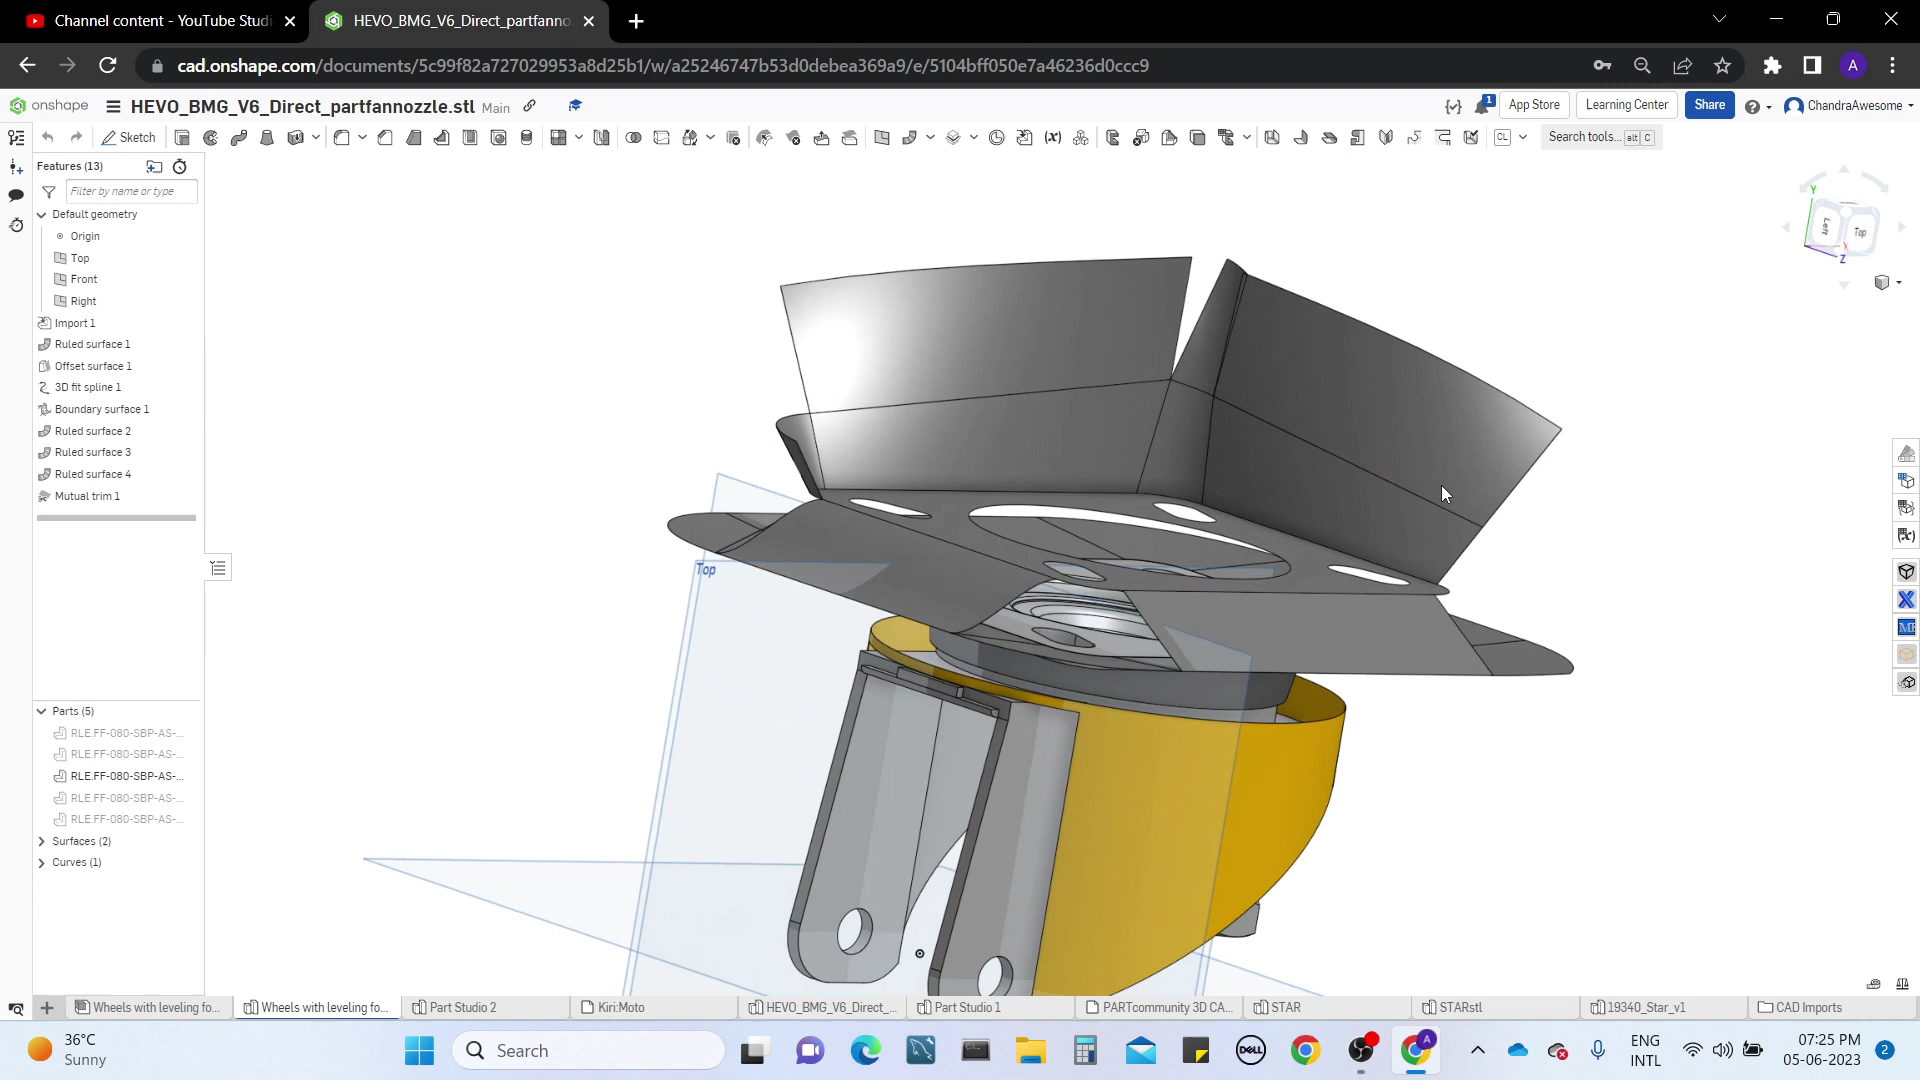 Channel content - YouTube Studi
HEVO_BMG_V6_Direct_partfanno
cad.onshape.com/documents/5c99f82a727029953a8d25b1/w/a25246747b53d0debea369a9/e/5104bff050e7a46236d0ccc9
A
onshape
HEVO_BMG_V6_Direct_partfannozzle.stl Main
1
App Store
Learning Center
Share
ChandraAwesome
Sketch
CL
Search tools... alt C
Features (13)
Filter by name or type
Default geometry
Origin
Top
Front
Right
Import 1
Ruled surface 1
Offset surface 1
3D fit spline 1
Boundary surface 1
Ruled surface 2
Ruled surface 3
Ruled surface 4
Mutual trim 1
Y
Left
Top
X
Z
Top
Parts (5)
RLE.FF-080-SBP-AS-...
RLE.FF-080-SBP-AS-...
RLE.FF-080-SBP-AS-...
RLE.FF-080-SBP-AS-...
RLE.FF-080-SBP-AS-...
Surfaces (2)
Curves (1)
Wheels with leveling fo...
Wheels with leveling fo...
Part Studio 2
Kiri:Moto
HEVO_BMG_V6_Direct_...
Part Studio 1
PARTcommunity 3D CA...
STAR
STARstl
19340_Star_v1
CAD Imports
36°C
Sunny
Search
DELL
A
ENG
INTL
07:25 PM
05-06-2023
2